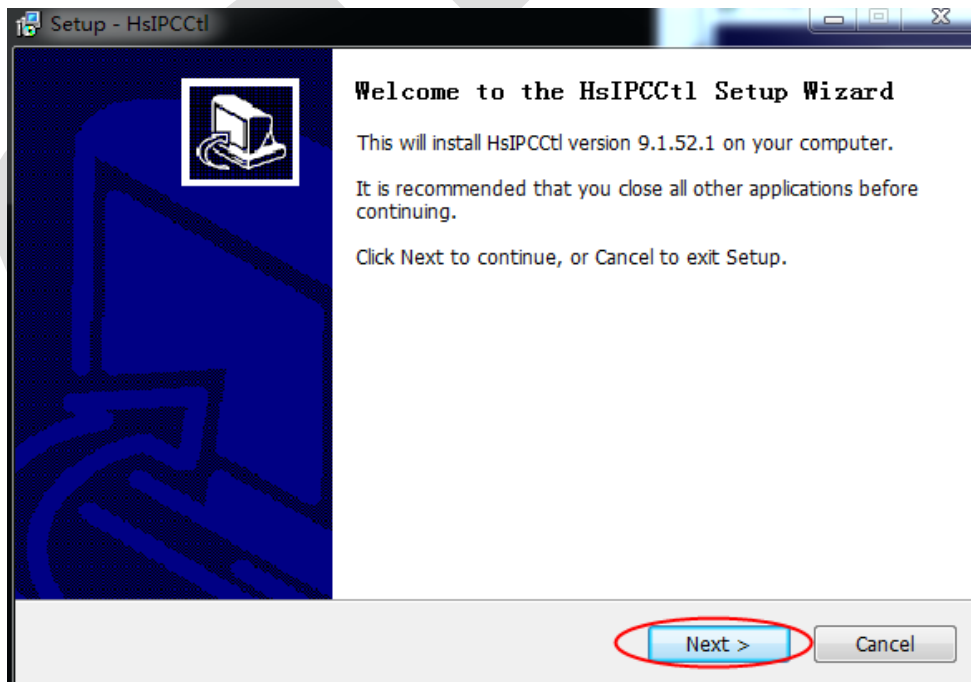 Setup - HsIPCCtl
Welcome to the HsIPCCtl Setup Wizard
This will install HsIPCCtl version 9.1.52.1 on your computer.
It is recommended that you close all other applications before
continuing.
Click Next to continue, or Cancel to exit Setup.
Next >
Cancel